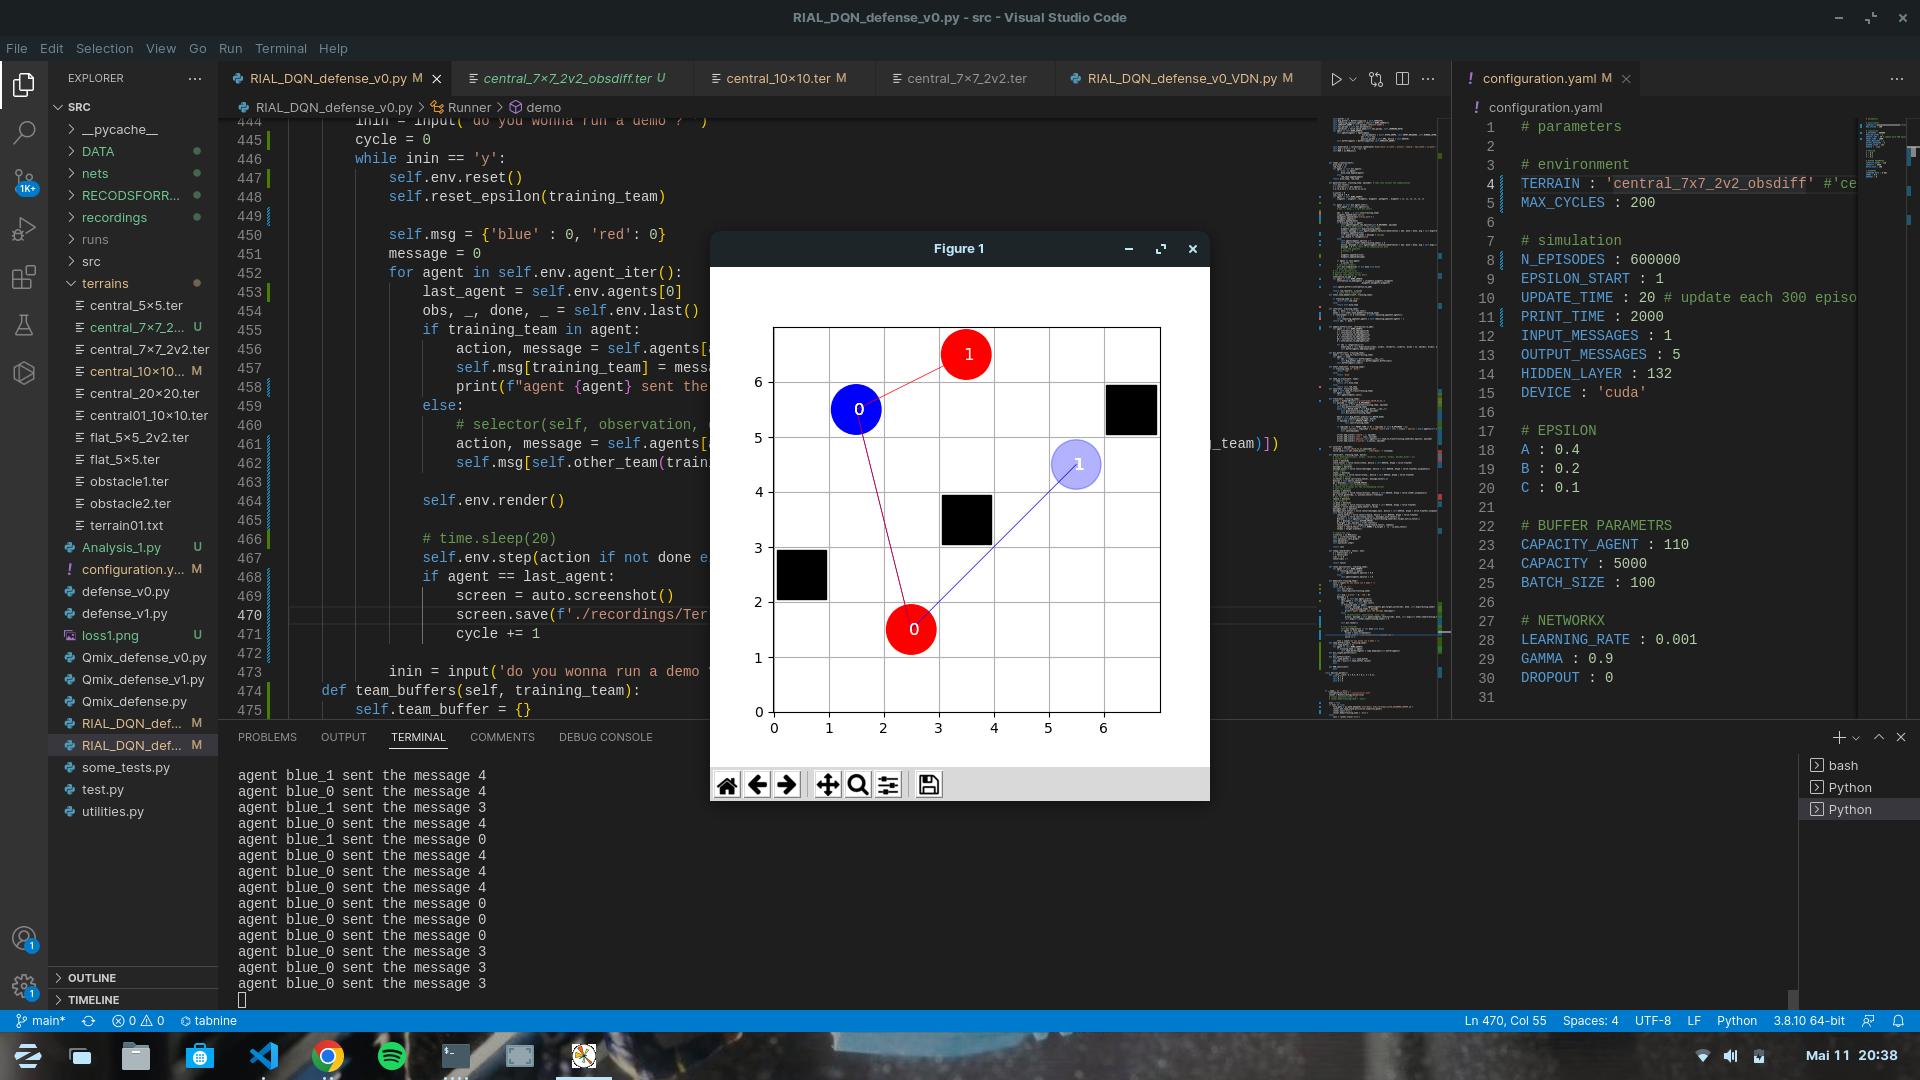 RIAL_DQN_defense_v0.py - src - Visual Studio Code
File Edit Selection View Go Run Terminal Help
EXPLORER
SRC
__pycache__
DATA
nets
RECODSFORR...
recordings
runs
src
terrains
central_5×5.ter
central_7×7_2... U
central_7×7_2v2.ter
central_10×10... M
central_20×20.ter
central01_10×10.ter
flat_5×5_2v2.ter
flat_5×5.ter
obstacle1.ter
obstacle2.ter
terrain01.txt
Analysis_1.py U
configuration.y... M
defense_v0.py
defense_v1.py
loss1.png U
Qmix_defense_v0.py
Qmix_defense_v1.py
Qmix_defense.py
RIAL_DQN_def... M
RIAL_DQN_def... M
some_tests.py
test.py
utilities.py
OUTLINE
TIMELINE
1K+
1
1
RIAL_DQN_defense_v0.py M central_7×7_2v2_obsdiff.ter U central_10×10.ter M central_7×7_2v2.ter RIAL_DQN_defense_v0_VDN.py M
RIAL_DQN_defense_v0.py > Runner > demo
444 inin = input('do you wonna run a demo ? ')
445 cycle = 0
446 while inin == 'y':
447 self.env.reset()
448 self.reset_epsilon(training_team)
449
450 self.msg = {'blue' : 0, 'red': 0}
451 message = 0
452 for agent in self.env.agent_iter():
453 last_agent = self.env.agents[0]
454 obs, _, done, _ = self.env.last()
455 if training_team in agent:
456 action, message = self.agents[
457 self.msg[training_team] = mess
458 print(f"agent {agent} sent the
459 else:
460 # selector(self, observation,
461 action, message = self.agents[ _team)])
462 self.msg[self.other_team(train
463
464 self.env.render()
465
466 # time.sleep(20)
467 self.env.step(action if not done e
468 if agent == last_agent:
469 screen = auto.screenshot()
470 screen.save(f'./recordings/Ter
471 cycle += 1
472
473 inin = input('do you wonna run a demo
474 def team_buffers(self, training_team):
475 self.team_buffer = {}
Figure 1
1
0
1
0
6
5
4
3
2
1
0
0 1 2 3 4 5 6
configuration.yaml M
configuration.yaml
1 # parameters
2
3 # environment
4 TERRAIN : 'central_7x7_2v2_obsdiff' #'ce
5 MAX_CYCLES : 200
6
7 # simulation
8 N_EPISODES : 600000
9 EPSILON_START : 1
10 UPDATE_TIME : 20 # update each 300 episo
11 PRINT_TIME : 2000
12 INPUT_MESSAGES : 1
13 OUTPUT_MESSAGES : 5
14 HIDDEN_LAYER : 132
15 DEVICE : 'cuda'
16
17 # EPSILON
18 A : 0.4
19 B : 0.2
20 C : 0.1
21
22 # BUFFER PARAMETRS
23 CAPACITY_AGENT : 110
24 CAPACITY : 5000
25 BATCH_SIZE : 100
26
27 # NETWORKX
28 LEARNING_RATE : 0.001
29 GAMMA : 0.9
30 DROPOUT : 0
31
PROBLEMS OUTPUT TERMINAL COMMENTS DEBUG CONSOLE
agent blue_1 sent the message 4
agent blue_0 sent the message 4
agent blue_1 sent the message 3
agent blue_0 sent the message 4
agent blue_1 sent the message 0
agent blue_0 sent the message 4
agent blue_0 sent the message 4
agent blue_0 sent the message 4
agent blue_0 sent the message 0
agent blue_0 sent the message 0
agent blue_0 sent the message 0
agent blue_0 sent the message 3
agent blue_0 sent the message 3
agent blue_0 sent the message 3
bash
Python
Python
main* 0 0 tabnine Ln 470, Col 55 Spaces: 4 UTF-8 LF Python 3.8.10 64-bit
Mai 11 20:38